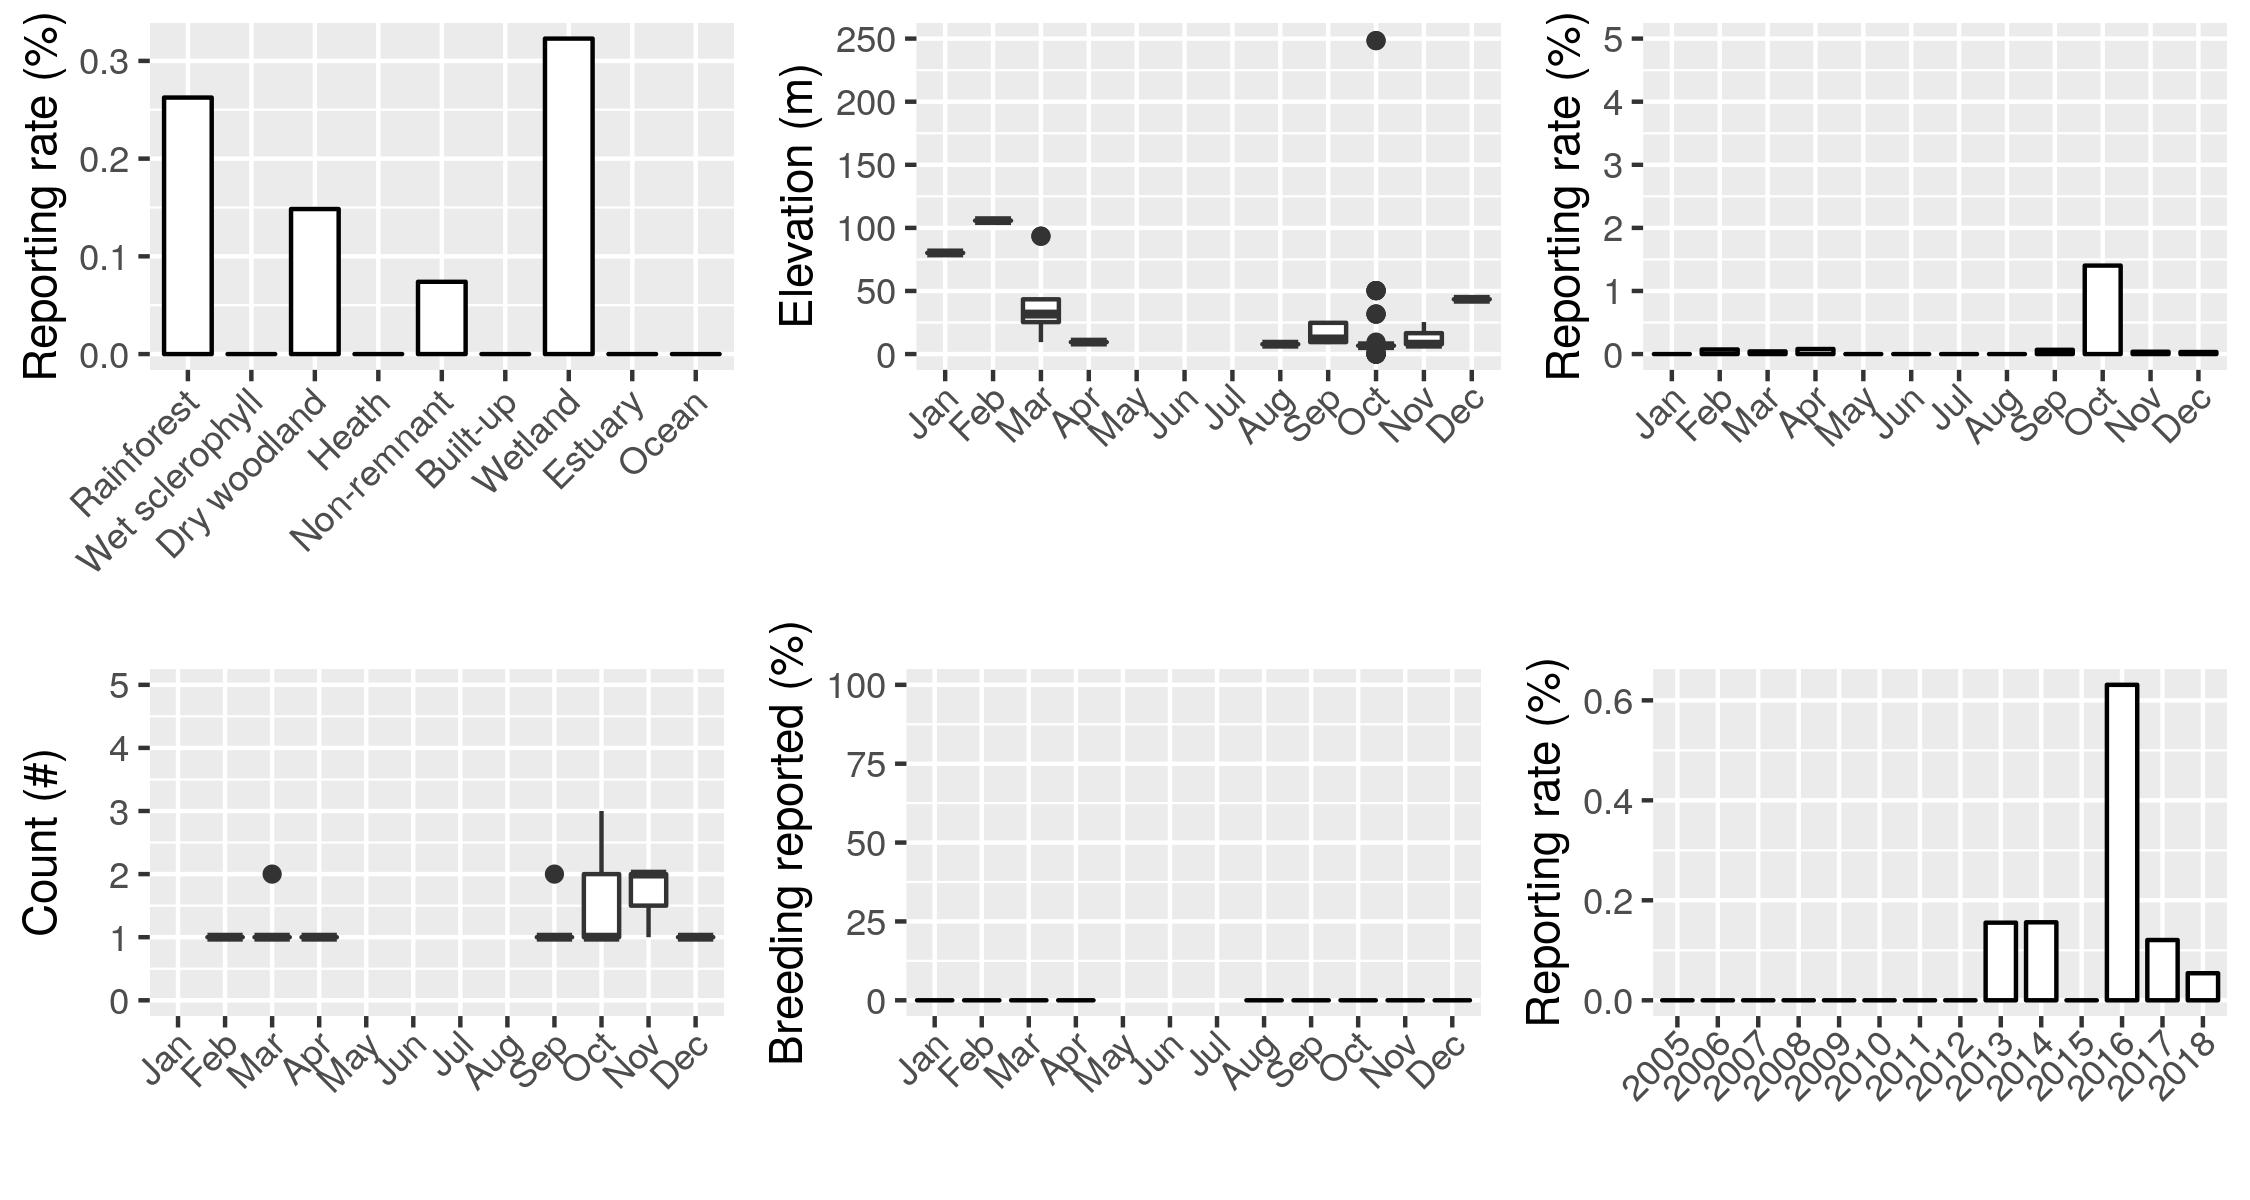 Reporting rate (%)
0.3
0.2
0.1
0.0
Rainforest
Wet sclerophyll
Dry woodland
Heath
Non-remnant
Built-up
Wetland
Estuary
Ocean
Elevation (m)
250
200
150
100
50
0
Jan
Feb
Mar
Apr
May
Jun
Jul
Aug
Sep
Oct
Nov
Dec
Reporting rate (%)
5
4
3
2
1
0
Jan
Feb
Mar
Apr
May
Jun
Jul
Aug
Sep
Oct
Nov
Dec
Count (#)
5
4
3
2
1
0
Jan
Feb
Mar
Apr
May
Jun
Jul
Aug
Sep
Oct
Nov
Dec
Breeding reported (%)
100
75
50
25
0
Jan
Feb
Mar
Apr
May
Jun
Jul
Aug
Sep
Oct
Nov
Dec
Reporting rate (%)
0.6
0.4
0.2
0.0
2005
2006
2007
2008
2009
2010
2011
2012
2013
2014
2015
2016
2017
2018